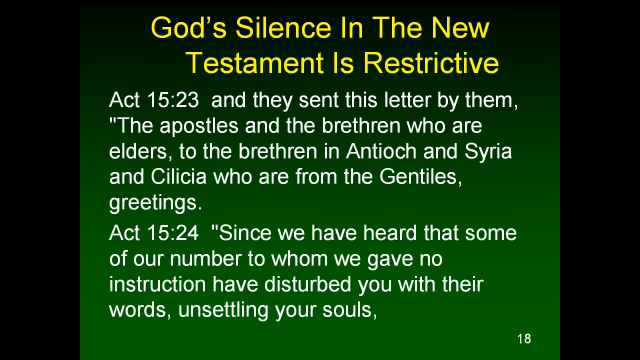 God's Silence In The New
Testament Is Restrictive
Act 15:23  and they sent this letter by them,
"The apostles and the brethren who are
elders, to the brethren in Antioch and Syria
and Cilicia who are from the Gentiles,
greetings.
Act 15:24  "Since we have heard that some
of our number to whom we gave no
instruction have disturbed you with their
words, unsettling your souls,
18